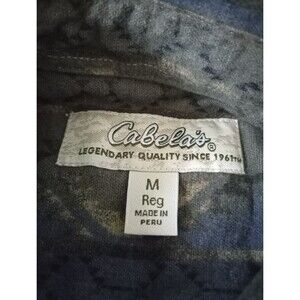 Cabela's®
LEGENDARY QUALITY SINCE 1961™
M
Reg
MADE IN
PERU